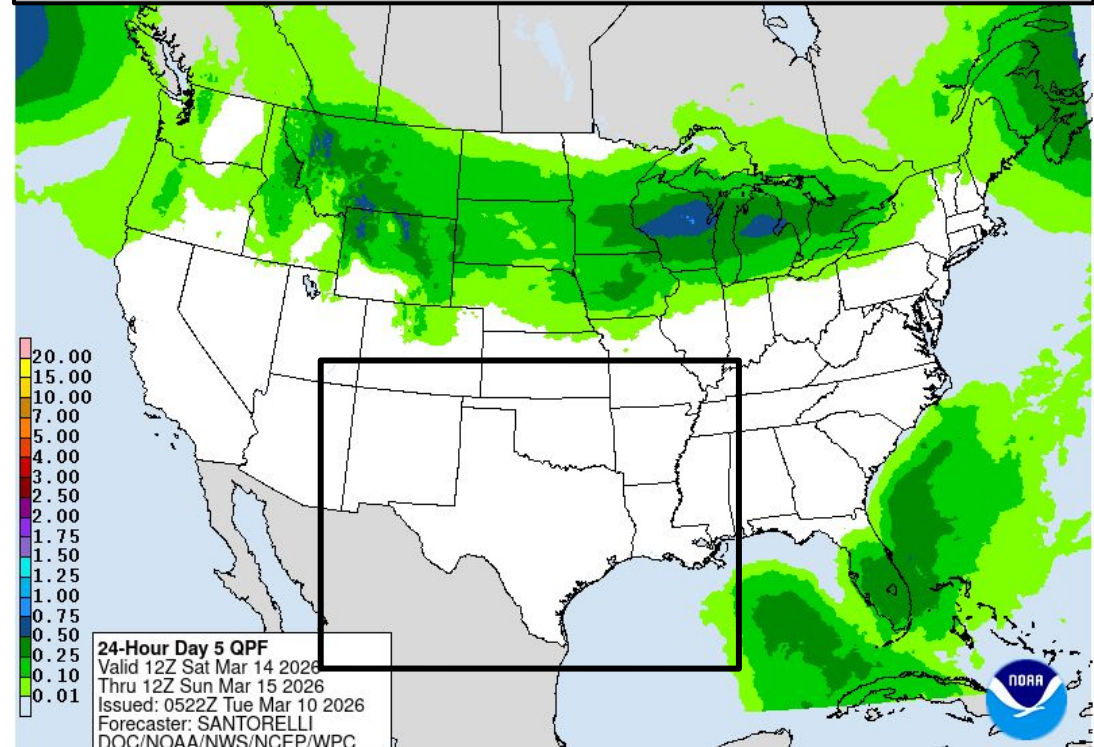 20.00
15.00
10.00
7.00
5.00
4.00
3.00
2.50
2.00
1.75
1.50
1.25
1.00
0.75
0.50
0.25
0.10
0.01
24-Hour Day 5 QPF
Valid 12Z Sat Mar 14 2026
Thru 12Z Sun Mar 15 2026
Issued: 0522Z Tue Mar 10 2026
Forecaster: SANTORELLI
DOC/NOAA/NWS/NCEP/WPC
NOAA